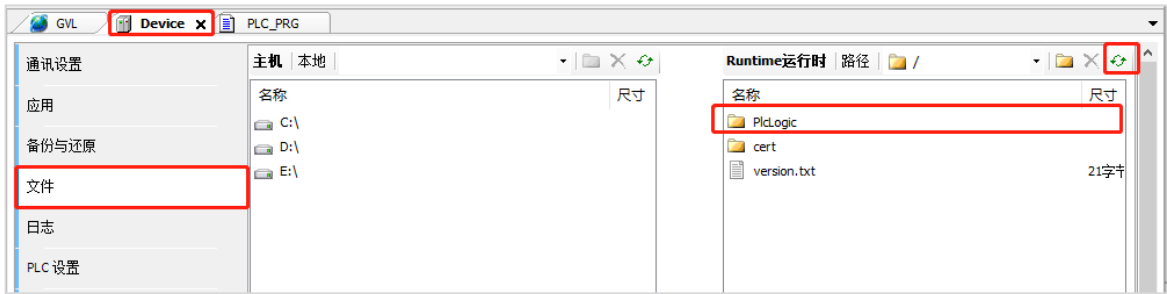 GVL Device PLC_PRG
通讯设置
应用
备份与还原
文件
日志
PLC 设置
主机 本地
名称 尺寸
C:\
D:\
E:\
Runtime运行时 路径 /
名称 尺寸
PlcLogic
cert
version.txt 21字节